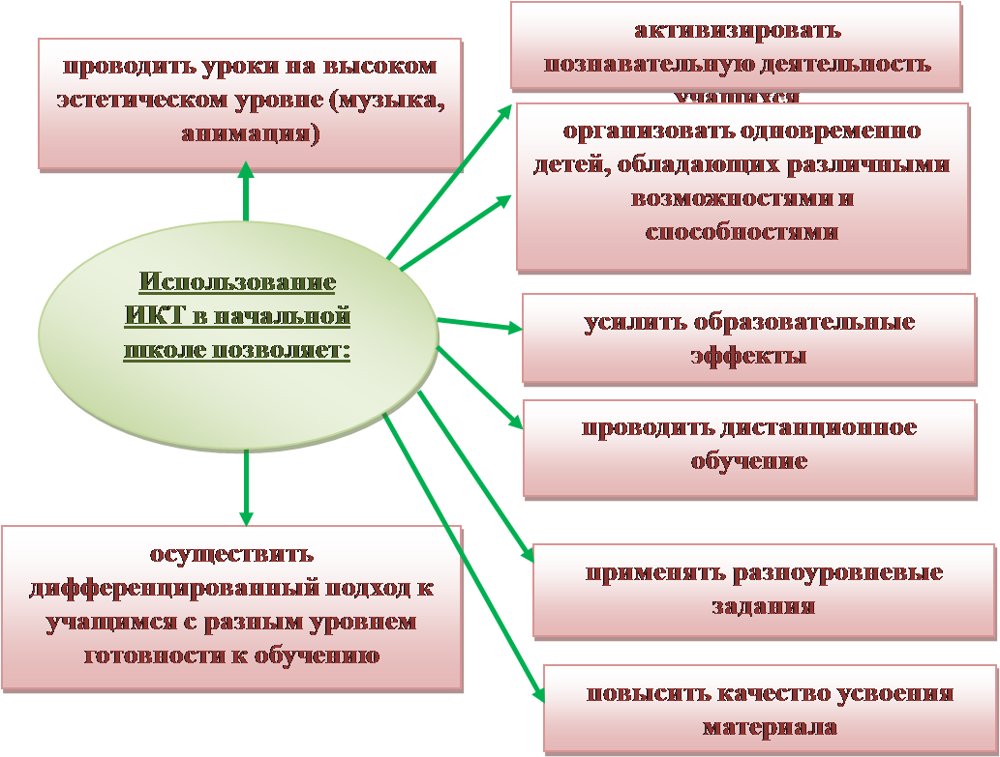 проводить уроки на высоком
эстетическом уровне (музыка,
анимация)
активизировать
познавательную деятельность
учащихся
организовать одновременно
детей, обладающих различными
возможностями и
способностями
Использование
ИКТ в начальной
школе позволяет:
усилить образовательные
эффекты
проводить дистанционное
обучение
осуществить
дифференцированный подход к
учащимся с разным уровнем
готовности к обучению
применять разноуровневые
задания
повысить качество усвоения
материала